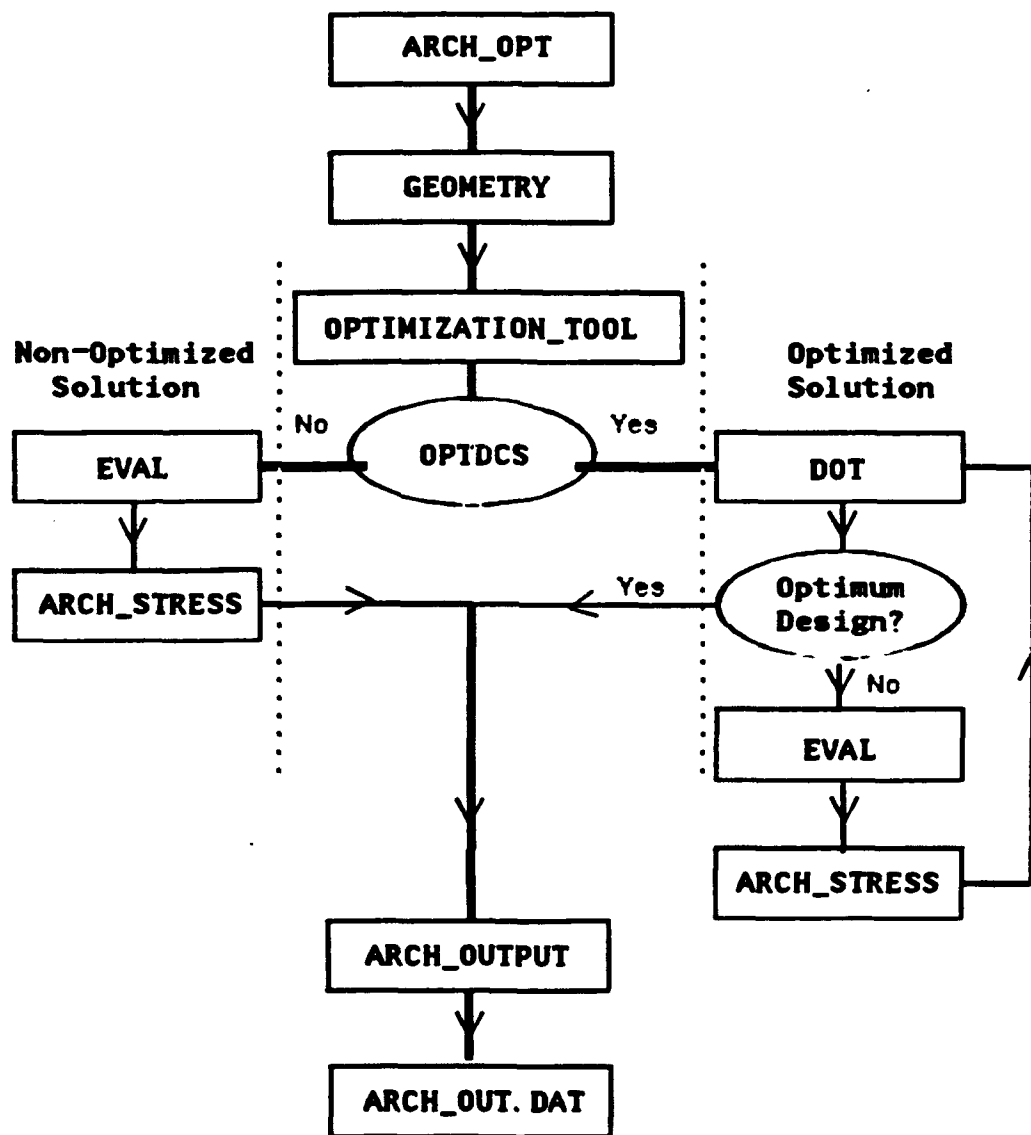 ARCH_OPT
GEOMETRY
OPTIMIZATION_TOOL
Non-Optimized
Solution
Optimized
Solution
No
Yes
OPTDCS
EVAL
DOT
ARCH_STRESS
Yes
Optimum
Design?
No
EVAL
ARCH_STRESS
ARCH_OUTPUT
ARCH_OUT.DAT